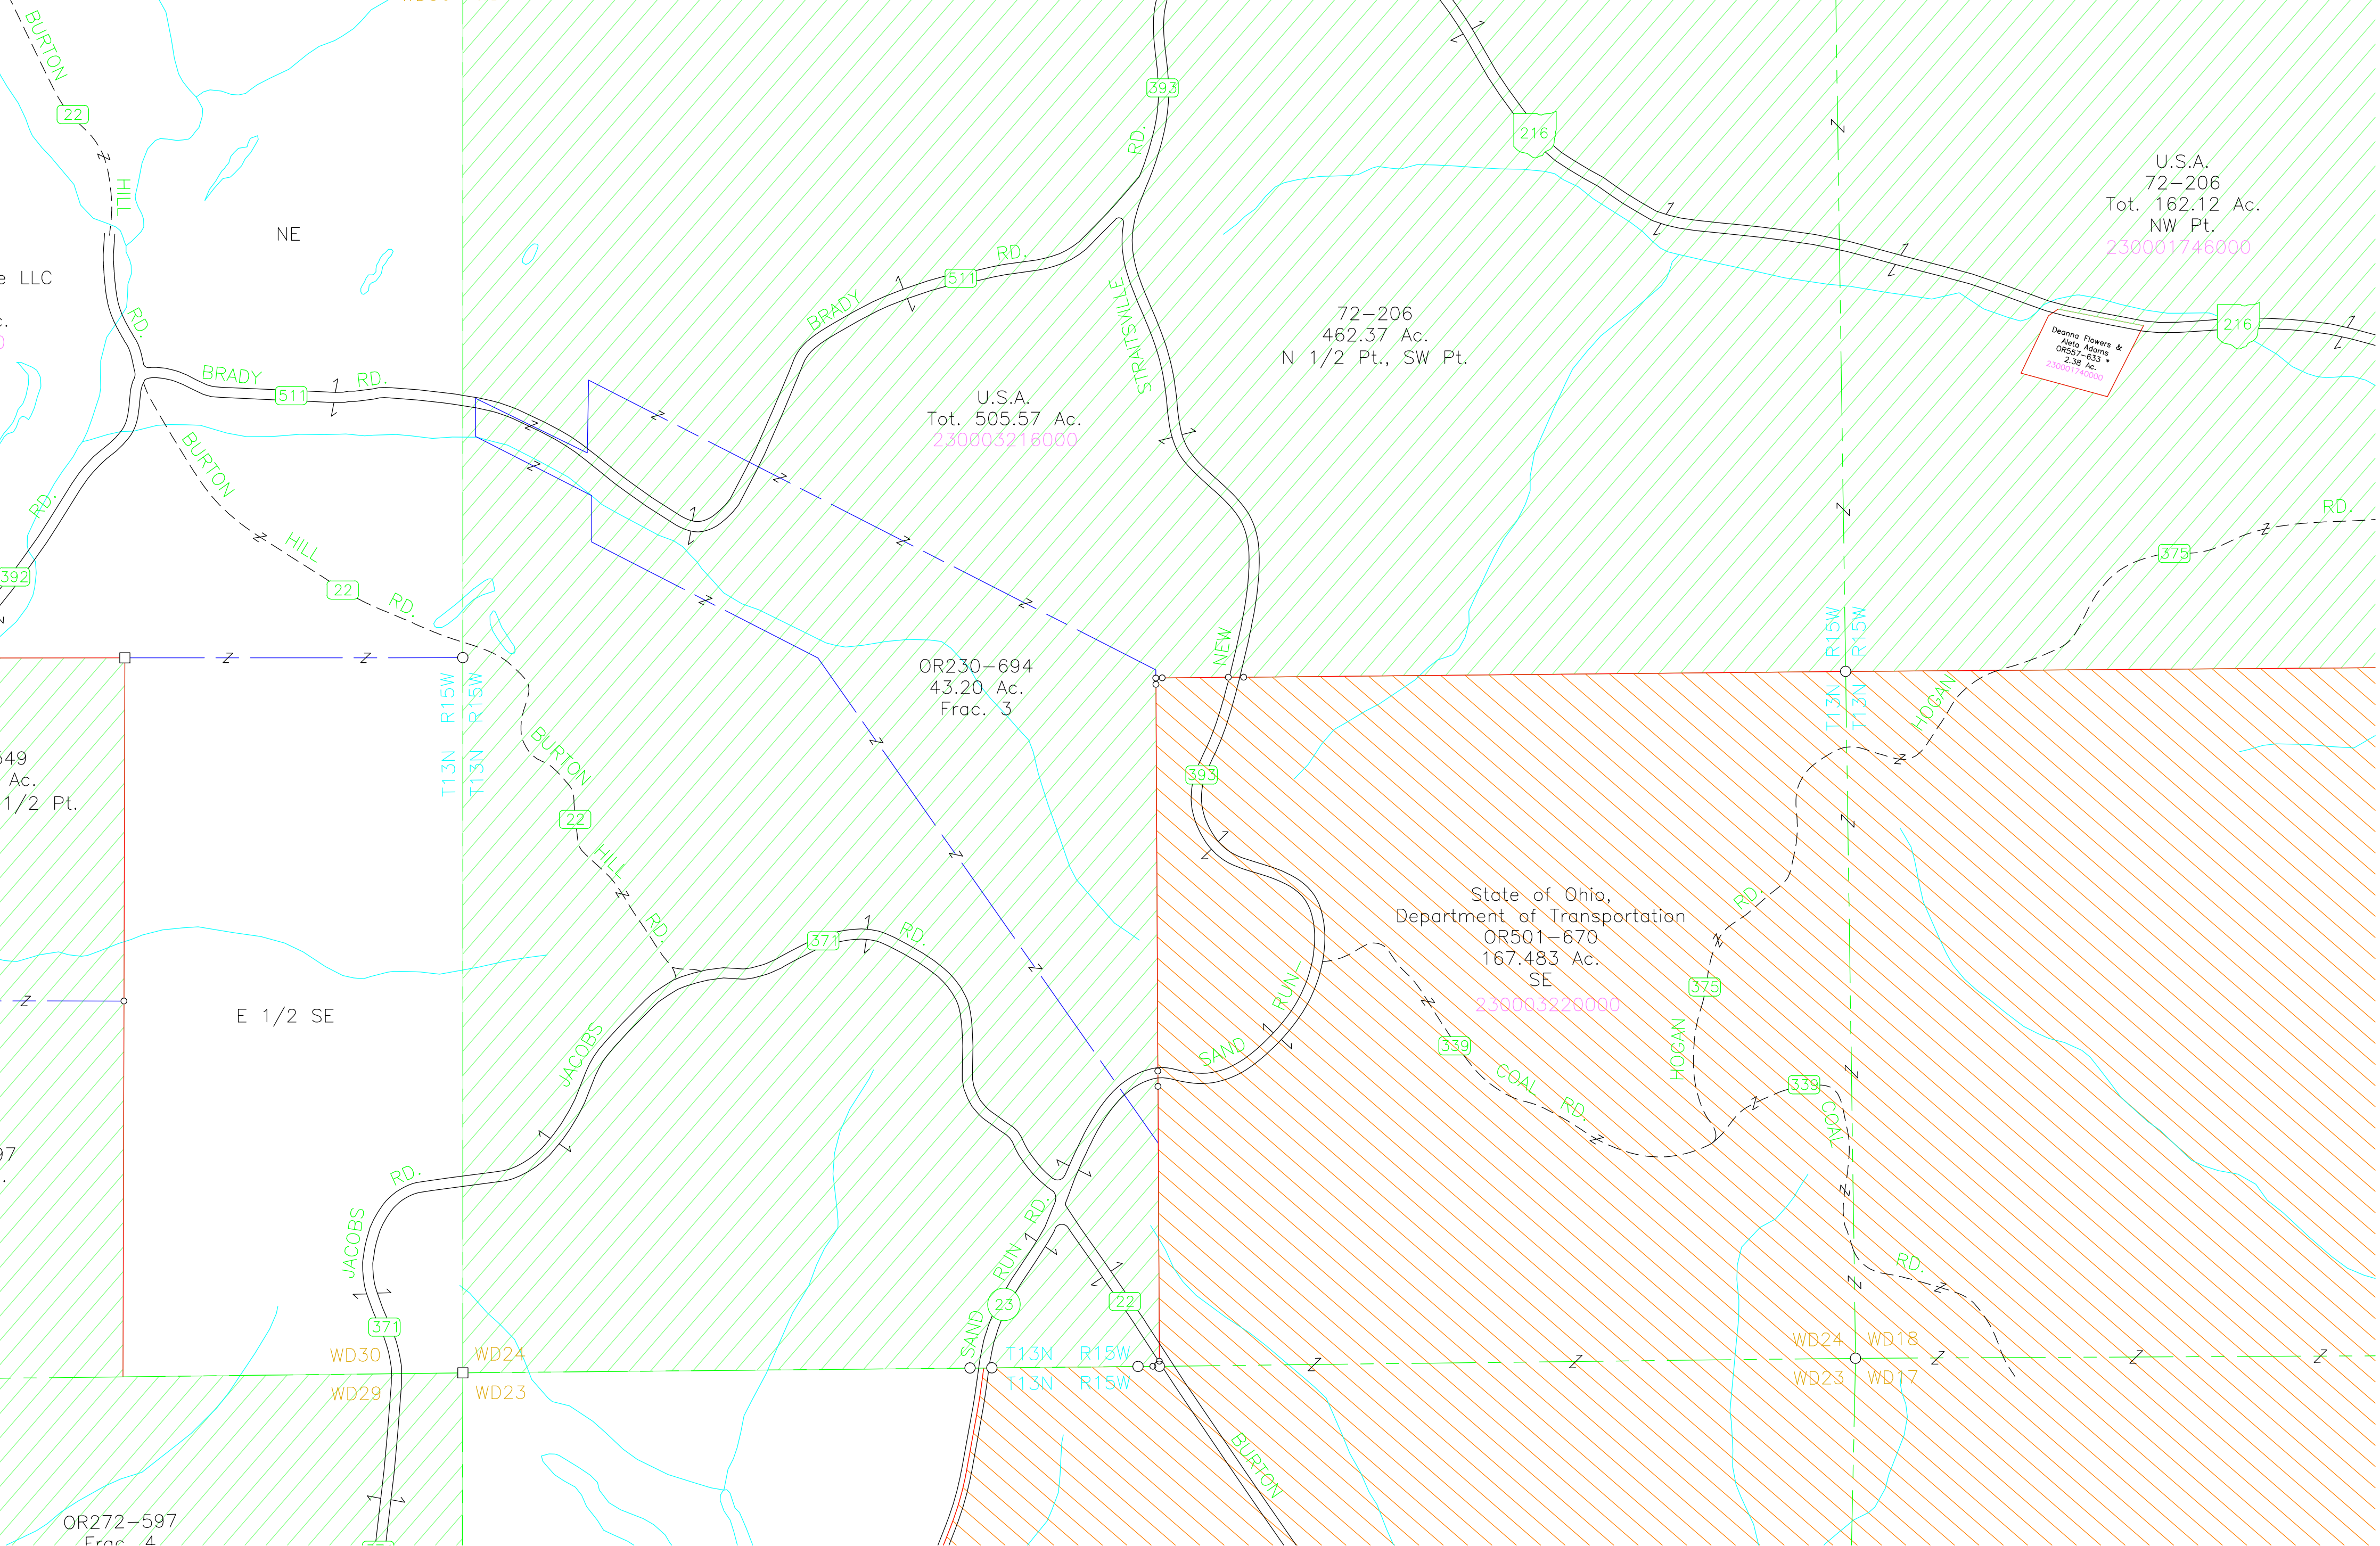 BURTON
22
HILL
RD.
NE
e LLC
BRADY
511
RD.
BURTON
HILL
22
RD.
RD.
392
393
RD.
BRADY
511
RD.
STRAITSVILLE
NEW
U.S.A.
Tot. 505.57 Ac.
230003216000
72-206
462.37 Ac.
N 1/2 Pt., SW Pt.
216
U.S.A.
72-206
Tot. 162.12 Ac.
NW Pt.
230001746000
216
Deanna Flowers &
Aleta Adams
OR557-633 *
2.38 Ac.
230001740000
RD.
375
HOGAN
R15W
R15W
T13N
T13N
OR230-694
43.20 Ac.
Frac. 3
T13N R15W
T13N R15W
BURTON
22
HILL
RD.
649
Ac.
1/2 Pt.
393
State of Ohio,
Department of Transportation
OR501-670
167.483 Ac.
SE
230003220000
RD.
375
HOGAN
371
RD.
JACOBS
RD.
E 1/2 SE
RUN-
SAND
339
COAL
RD.
339
COAL
RD.
97
JACOBS
371
RUN RD.
23
SAND
22
BURTON
WD30
WD24
WD29
WD23
T13N R15W
T13N R15W
WD24
WD18
WD23
WD17
OR272-597
Frac. 4